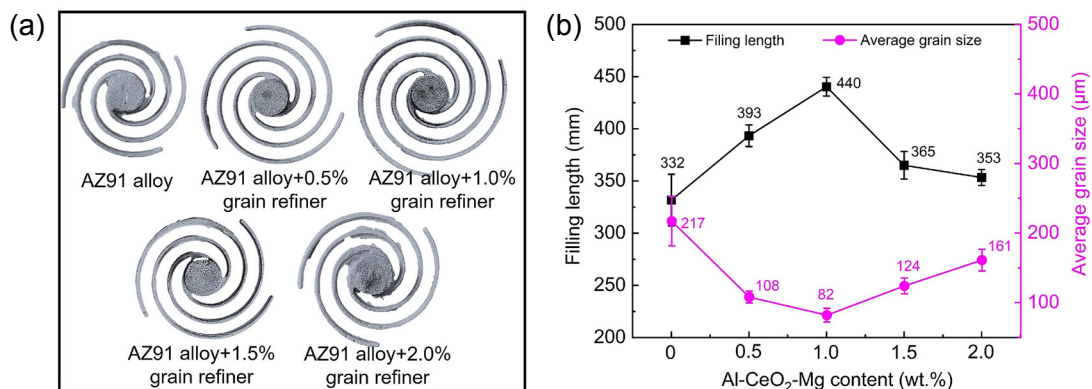 (a)
AZ91 alloy
AZ91 alloy+0.5%
grain refiner
AZ91 alloy+1.0%
grain refiner
AZ91 alloy+1.5%
grain refiner
AZ91 alloy+2.0%
grain refiner
(b)
Filing length
Average grain size
500
450
400
350
300
250
200
Filling length (mm)
332
393
440
365
353
217
108
82
124
161
500
400
300
200
100
Average grain size (μm)
0
0.5
1.0
1.5
2.0
Al-CeO₂-Mg content (wt.%)